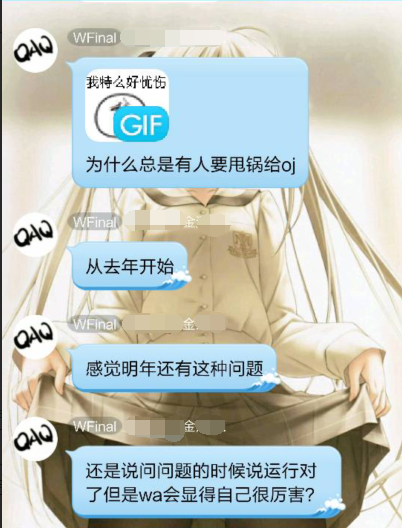 QAQ
WFinal
我特么好忧伤
GIF
为什么总是有人要甩锅给oj
QAQ
WFinal 金
从去年开始
QAQ
WFinal 金
感觉明年还有这种问题
QAQ
WFinal 金
还是说问问题的时候说运行对
了但是wa会显得自己很厉害?